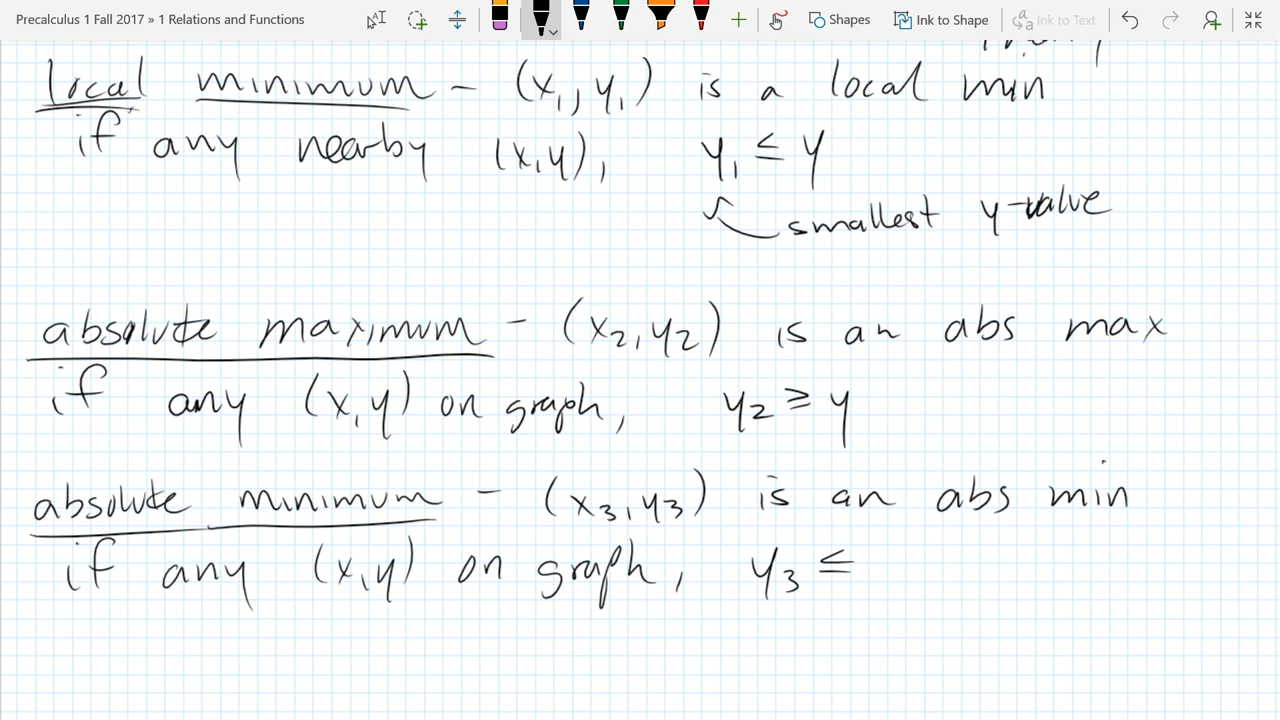 Precalculus 1 Fall 2017 » 1 Relations and Functions
Shapes
Ink to Shape
Ink to Text
local minimum - (x₁, y₁) is a local min
if any nearby (x,y), y₁ ≤ y
smallest y-value
absolute maximum - (x₂,y₂) is an abs max
if any (x,y) on graph, y₂ ≥ y
absolute minimum - (x₃,y₃) is an abs min
if any (x,y) on graph, y₃ ≤